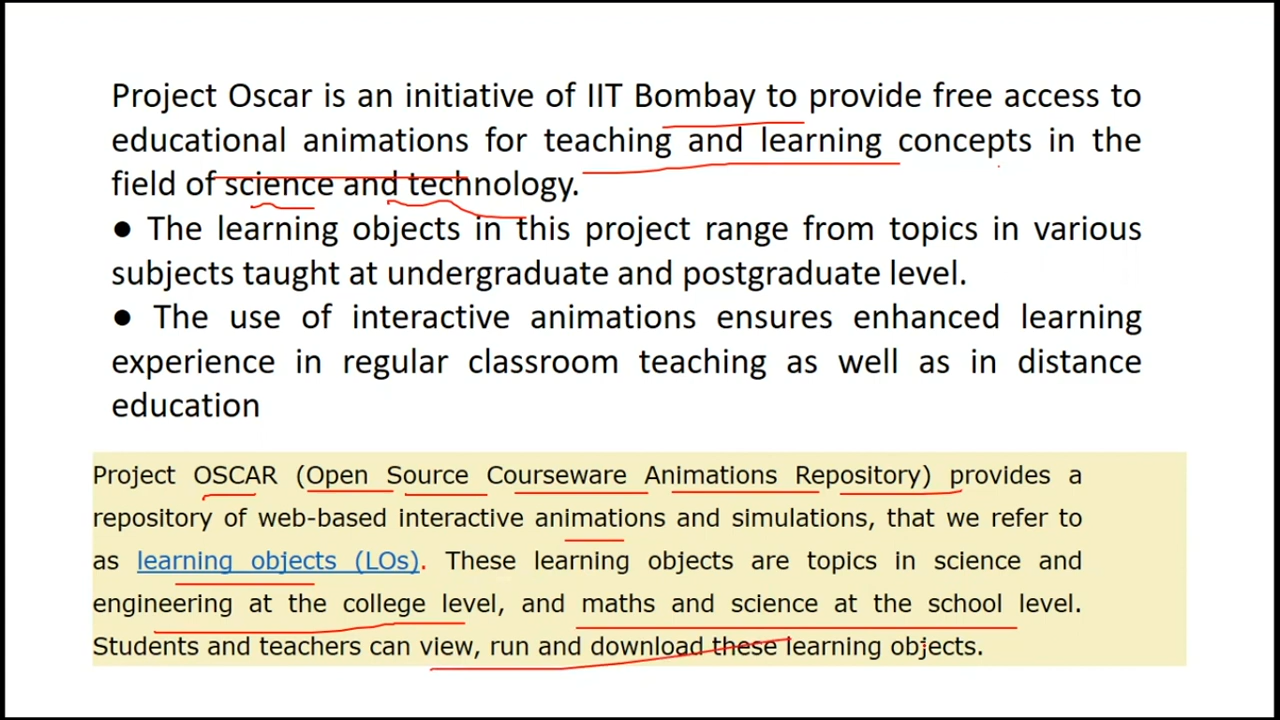 Project Oscar is an initiative of IIT Bombay to provide free access to
educational animations for teaching and learning concepts in the
field of science and technology.
● The learning objects in this project range from topics in various
subjects taught at undergraduate and postgraduate level.
● The use of interactive animations ensures enhanced learning
experience in regular classroom teaching as well as in distance
education
Project OSCAR (Open Source Courseware Animations Repository) provides a
repository of web-based interactive animations and simulations, that we refer to
as learning objects (LOs). These learning objects are topics in science and
engineering at the college level, and maths and science at the school level.
Students and teachers can view, run and download these learning objects.